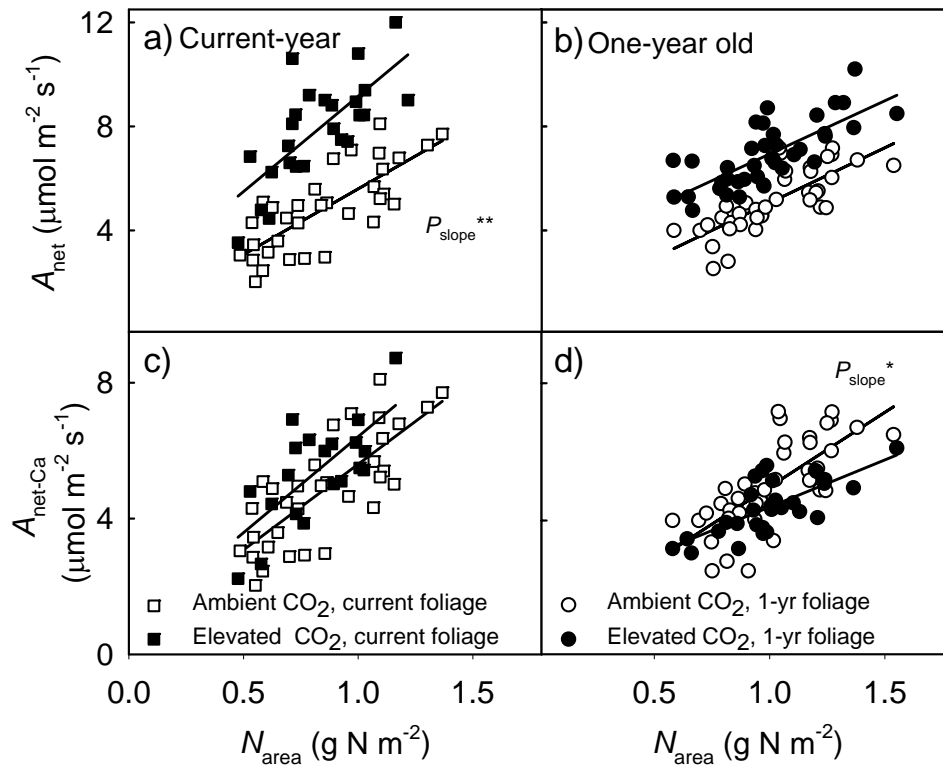 a) Current-year
b) One-year old
12
8
4
A_net (μmol m⁻² s⁻¹)
P_slope**
c)
d)
P_slope*
8
4
0
A_net-Ca
(μmol m⁻² s⁻¹)
Ambient CO₂, current foliage
Elevated CO₂, current foliage
Ambient CO₂, 1-yr foliage
Elevated CO₂, 1-yr foliage
0.0 0.5 1.0 1.5
0.5 1.0 1.5
N_area (g N m⁻²)
N_area (g N m⁻²)